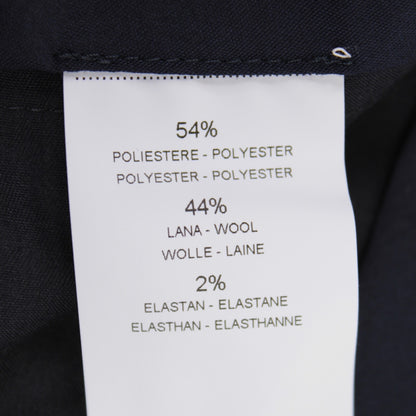 54%
POLIESTERE - POLYESTER
POLYESTER - POLYESTER
44%
LANA - WOOL
WOLLE - LAINE
2%
ELASTAN - ELASTANE
ELASTHAN - ELASTHANNE